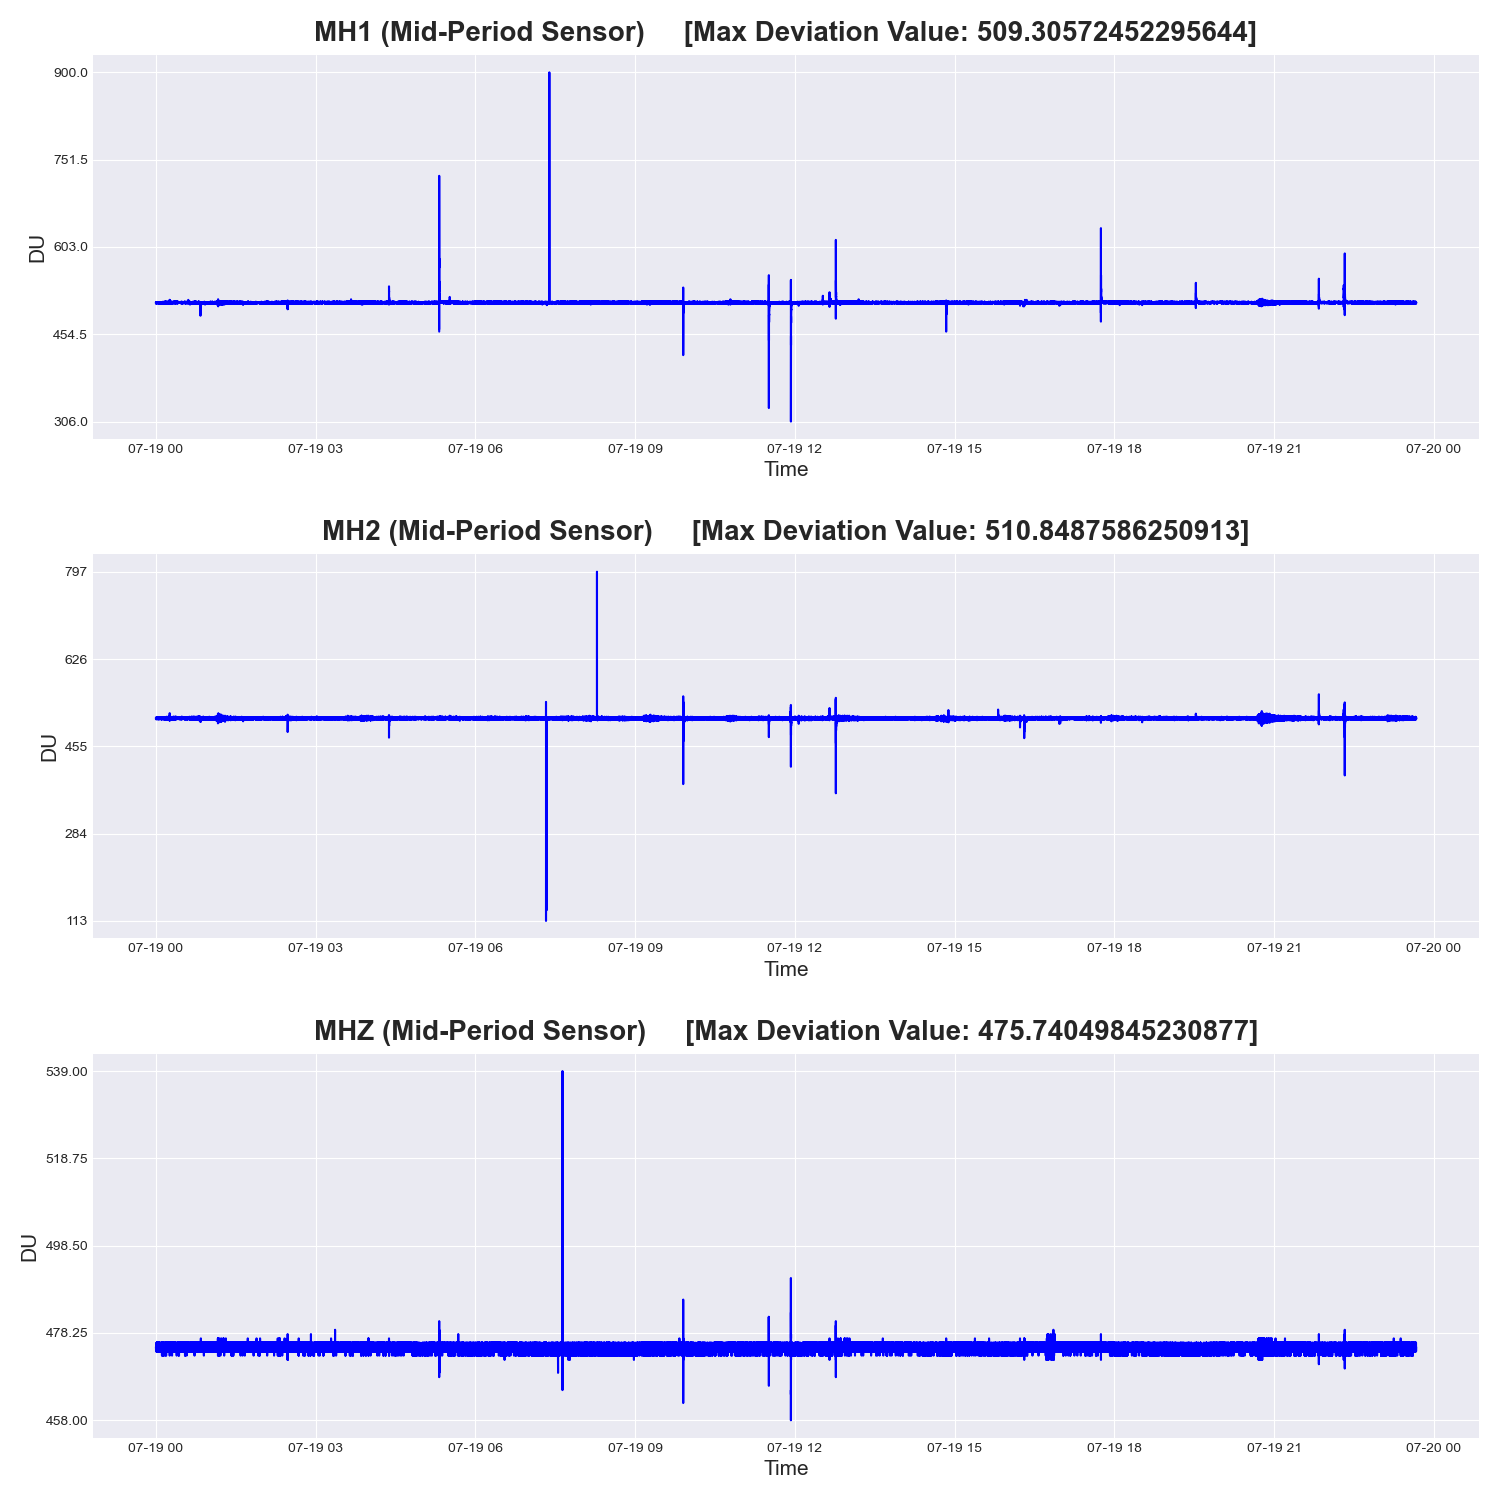 MH1 (Mid-Period Sensor) [Max Deviation Value: 509.30572452295644]
900.0
751.5
603.0
454.5
306.0
DU
07-19 00 07-19 03 07-19 06 07-19 09 07-19 12 07-19 15 07-19 18 07-19 21 07-20 00
Time
MH2 (Mid-Period Sensor) [Max Deviation Value: 510.8487586250913]
797
626
455
284
113
DU
07-19 00 07-19 03 07-19 06 07-19 09 07-19 12 07-19 15 07-19 18 07-19 21 07-20 00
Time
MHZ (Mid-Period Sensor) [Max Deviation Value: 475.74049845230877]
539.00
518.75
498.50
478.25
458.00
DU
07-19 00 07-19 03 07-19 06 07-19 09 07-19 12 07-19 15 07-19 18 07-19 21 07-20 00
Time